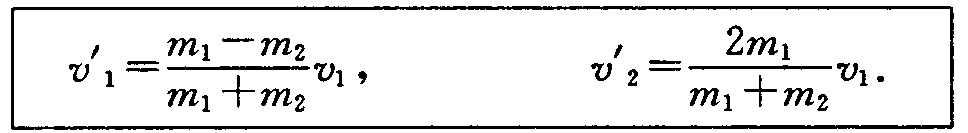 v′₁ = (m₁ − m₂)/(m₁ + m₂) v₁, v′₂ = 2m₁/(m₁ + m₂) v₁.